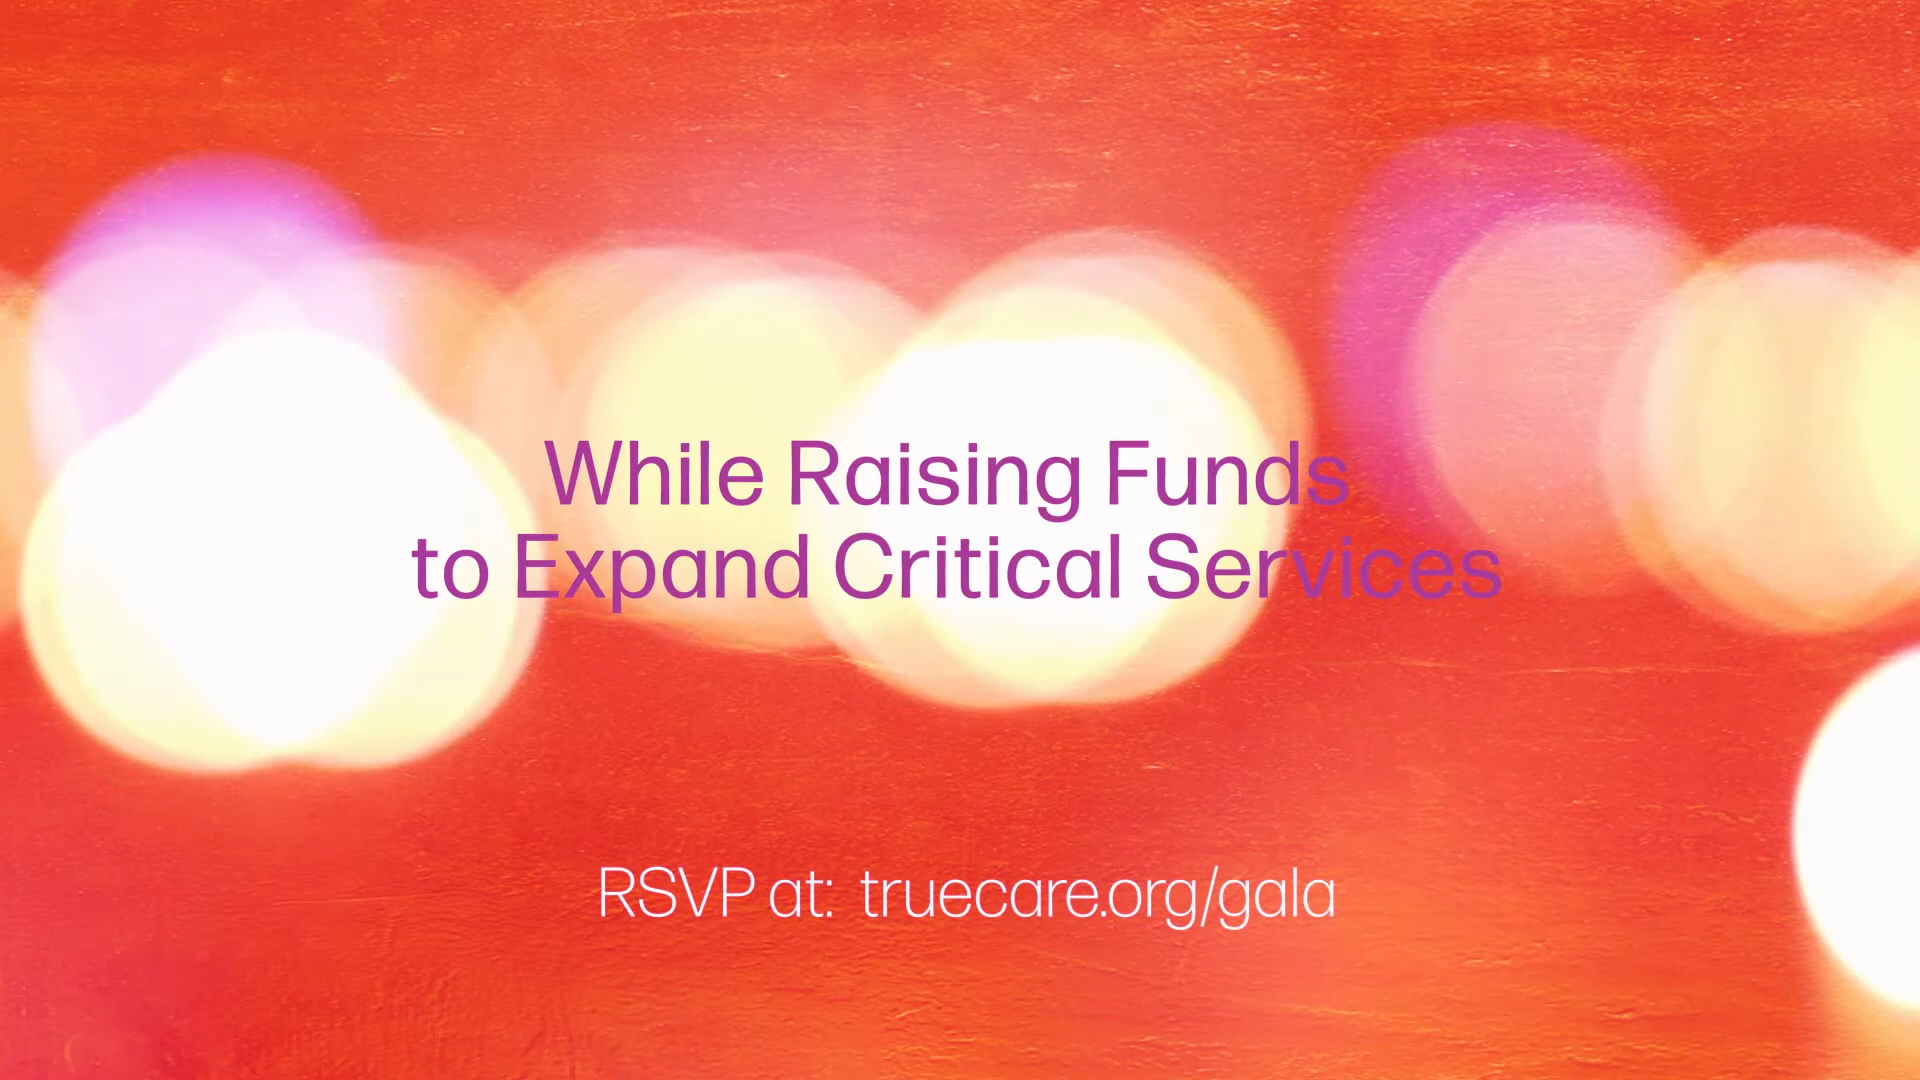 While Raising Funds
to Expand Critical Services
RSVP at: truecare.org/gala